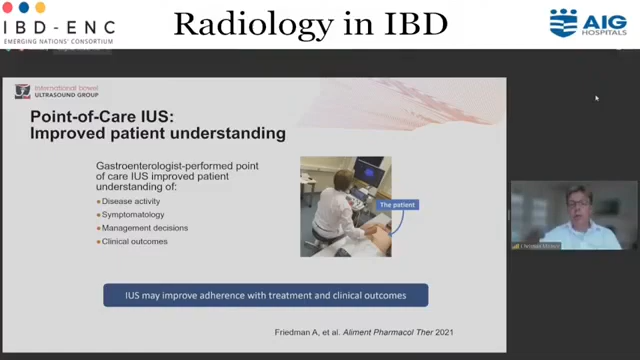 IBD-ENC
EMERGING NATIONS' CONSORTIUM
Radiology in IBD
AIG
HOSPITALS
International bowel
ULTRASOUND GROUP
Point-of-Care IUS:
Improved patient understanding
Gastroenterologist-performed point
of care IUS improved patient
understanding of:
Disease activity
Symptomatology
Management decisions
Clinical outcomes
The patient
IUS may improve adherence with treatment and clinical outcomes
Friedman A, et al. Aliment Pharmacol Ther 2021